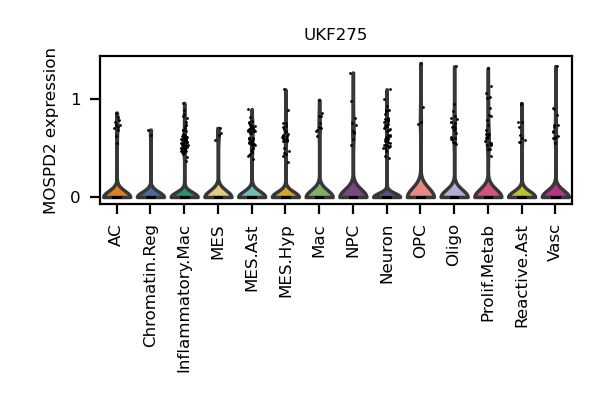 UKF275
MOSPD2 expression
1
0
AC
Chromatin.Reg
Inflammatory.Mac
MES
MES.Ast
MES.Hyp
Mac
NPC
Neuron
OPC
Oligo
Prolif.Metab
Reactive.Ast
Vasc